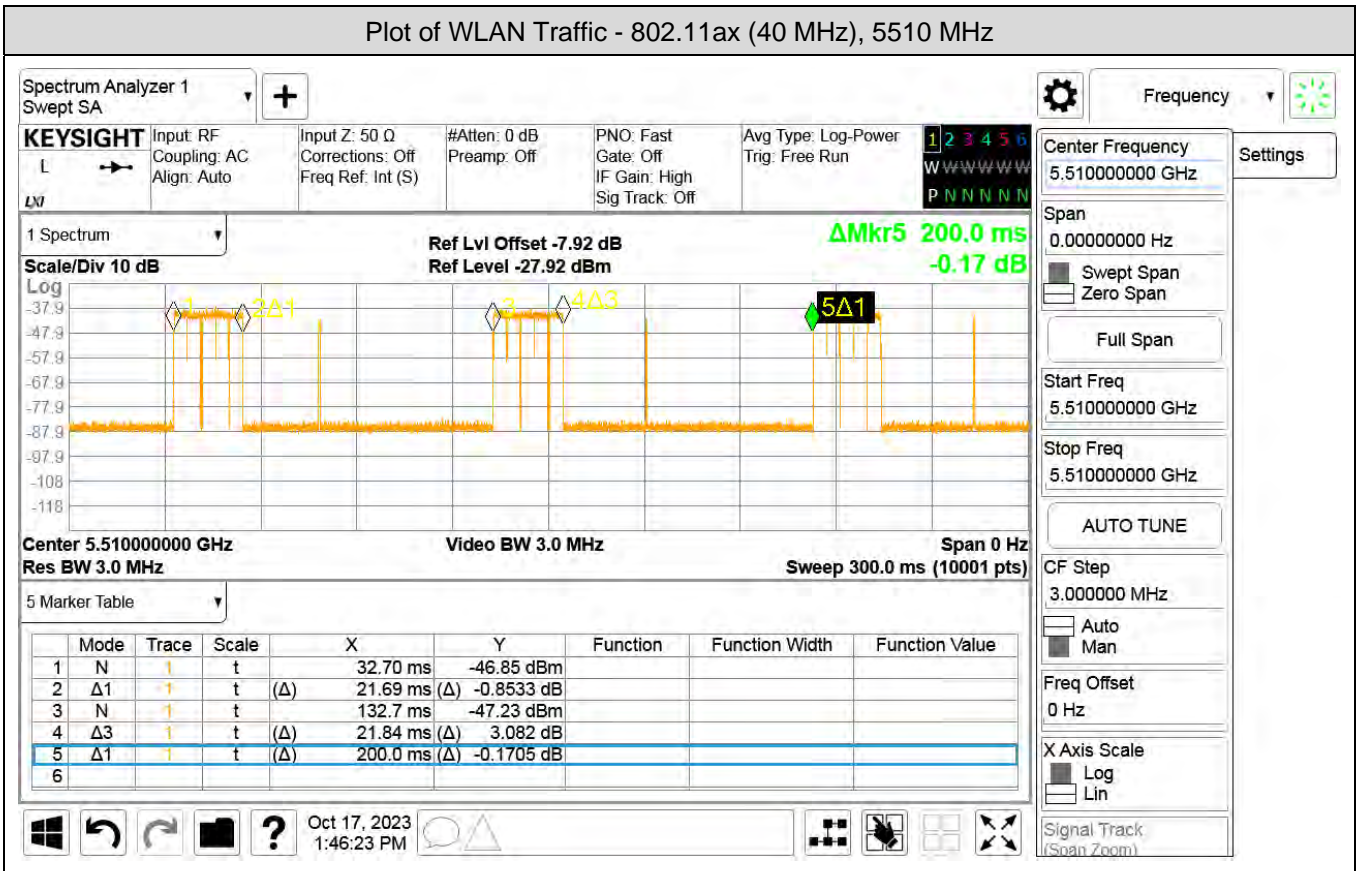 Plot of WLAN Traffic - 802.11ax (40 MHz), 5510 MHz
Spectrum Analyzer 1
Swept SA
Frequency
KEYSIGHT
L
LXI
Input: RF
Coupling: AC
Align: Auto
Input Z: 50 Ω
Corrections: Off
Freq Ref: Int (S)
#Atten: 0 dB
Preamp: Off
PNO: Fast
Gate: Off
IF Gain: High
Sig Track: Off
Avg Type: Log-Power
Trig: Free Run
1 2 3 4 5 6
W W W W W W
P N N N N N
Settings
1 Spectrum
Scale/Div 10 dB
Ref Lvl Offset -7.92 dB
Ref Level -27.92 dBm
ΔMkr5 200.0 ms
-0.17 dB
Log
-37.9
-47.9
-57.9
-67.9
-77.9
-87.9
-97.9
-108
-118
1 2Δ1 3 4Δ3 5Δ1
Center 5.510000000 GHz Video BW 3.0 MHz Span 0 Hz
Res BW 3.0 MHz Sweep 300.0 ms (10001 pts)
5 Marker Table
Mode Trace Scale X Y Function Function Width Function Value
1 N 1 t 32.70 ms -46.85 dBm
2 Δ1 1 t (Δ) 21.69 ms (Δ) -0.8533 dB
3 N 1 t 132.7 ms -47.23 dBm
4 Δ3 1 t (Δ) 21.84 ms (Δ) 3.082 dB
5 Δ1 1 t (Δ) 200.0 ms (Δ) -0.1705 dB
6
Oct 17, 2023
1:46:23 PM
Center Frequency
5.510000000 GHz
Span
0.00000000 Hz
Swept Span
Zero Span
Full Span
Start Freq
5.510000000 GHz
Stop Freq
5.510000000 GHz
AUTO TUNE
CF Step
3.000000 MHz
Auto
Man
Freq Offset
0 Hz
X Axis Scale
Log
Lin
Signal Track
(Span Zoom)